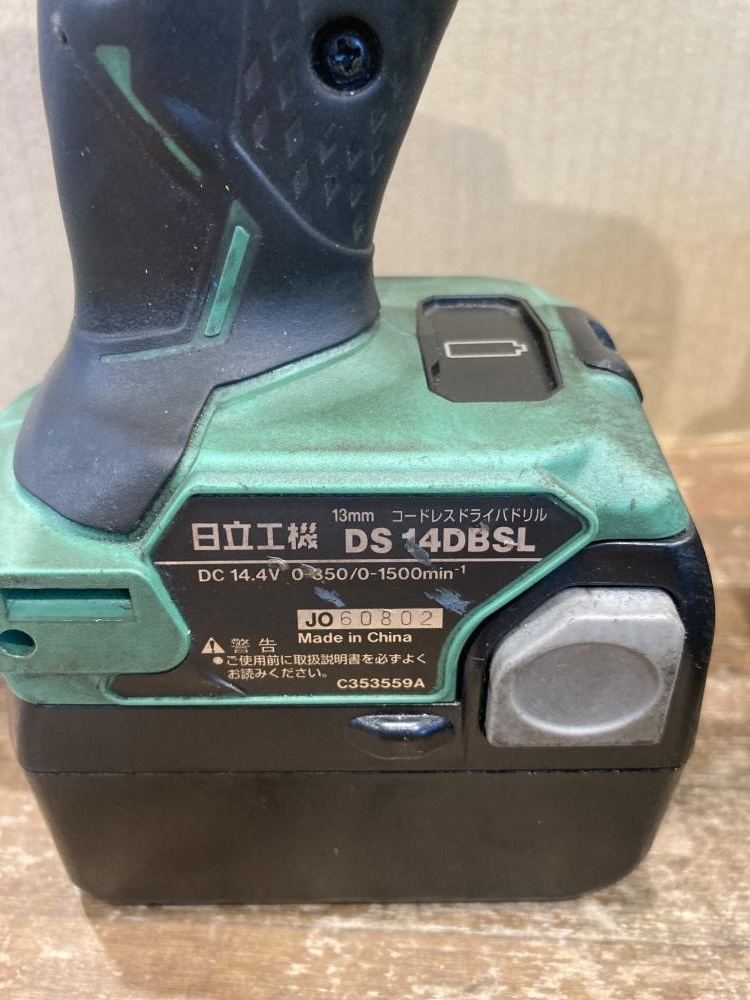 13mm コードレスドライバドリル
日立工機 DS 14DBSL
DC 14.4V 0-350/0-1500min⁻¹
JO60802
Made in China
警告
●ご使用前に取扱説明書を必ずよく
お読みください。
C353559A